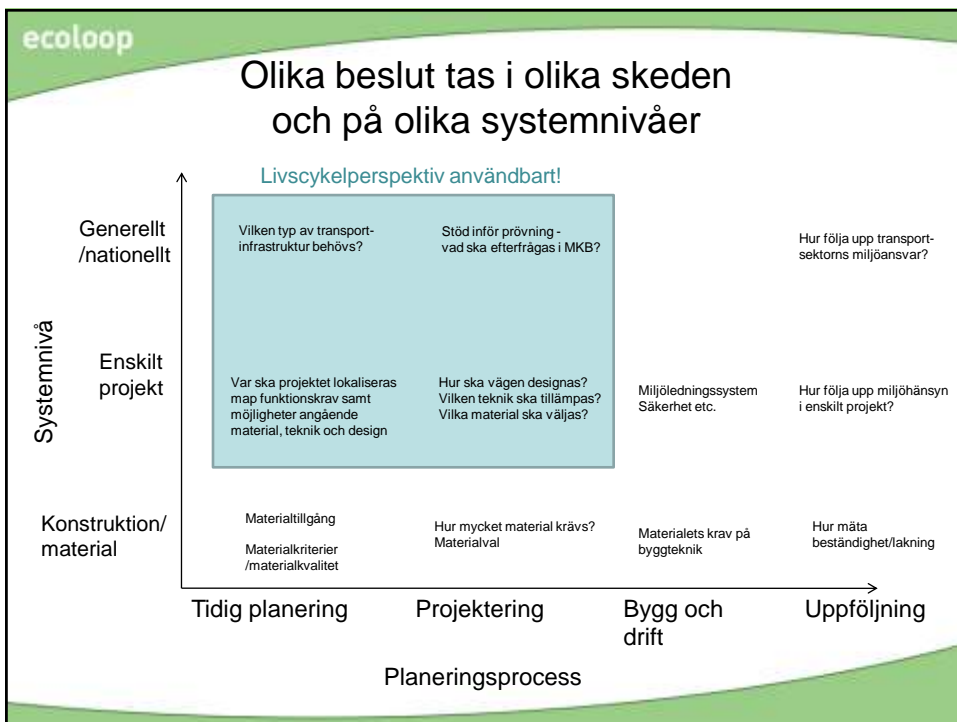 ecoloop
Olika beslut tas i olika skeden
och på olika systemnivåer
Livscykelperspektiv användbart!
Systemnivå
Generellt
/nationellt
Vilken typ av transport-
infrastruktur behövs?
Stöd inför prövning -
vad ska efterfrågas i MKB?
Hur följa upp transport-
sektorns miljöansvar?
Enskilt
projekt
Var ska projektet lokaliseras
map funktionskrav samt
möjligheter angående
material, teknik och design
Hur ska vägen designas?
Vilken teknik ska tillämpas?
Vilka material ska väljas?
Miljöledningssystem
Säkerhet etc.
Hur följa upp miljöhänsyn
i enskilt projekt?
Konstruktion/
material
Materialtillgång
Materialkriterier
/materialkvalitet
Hur mycket material krävs?
Materialval
Materialets krav på
byggteknik
Hur mäta
beständighet/lakning
Tidig planering
Projektering
Bygg och
drift
Uppföljning
Planeringsprocess